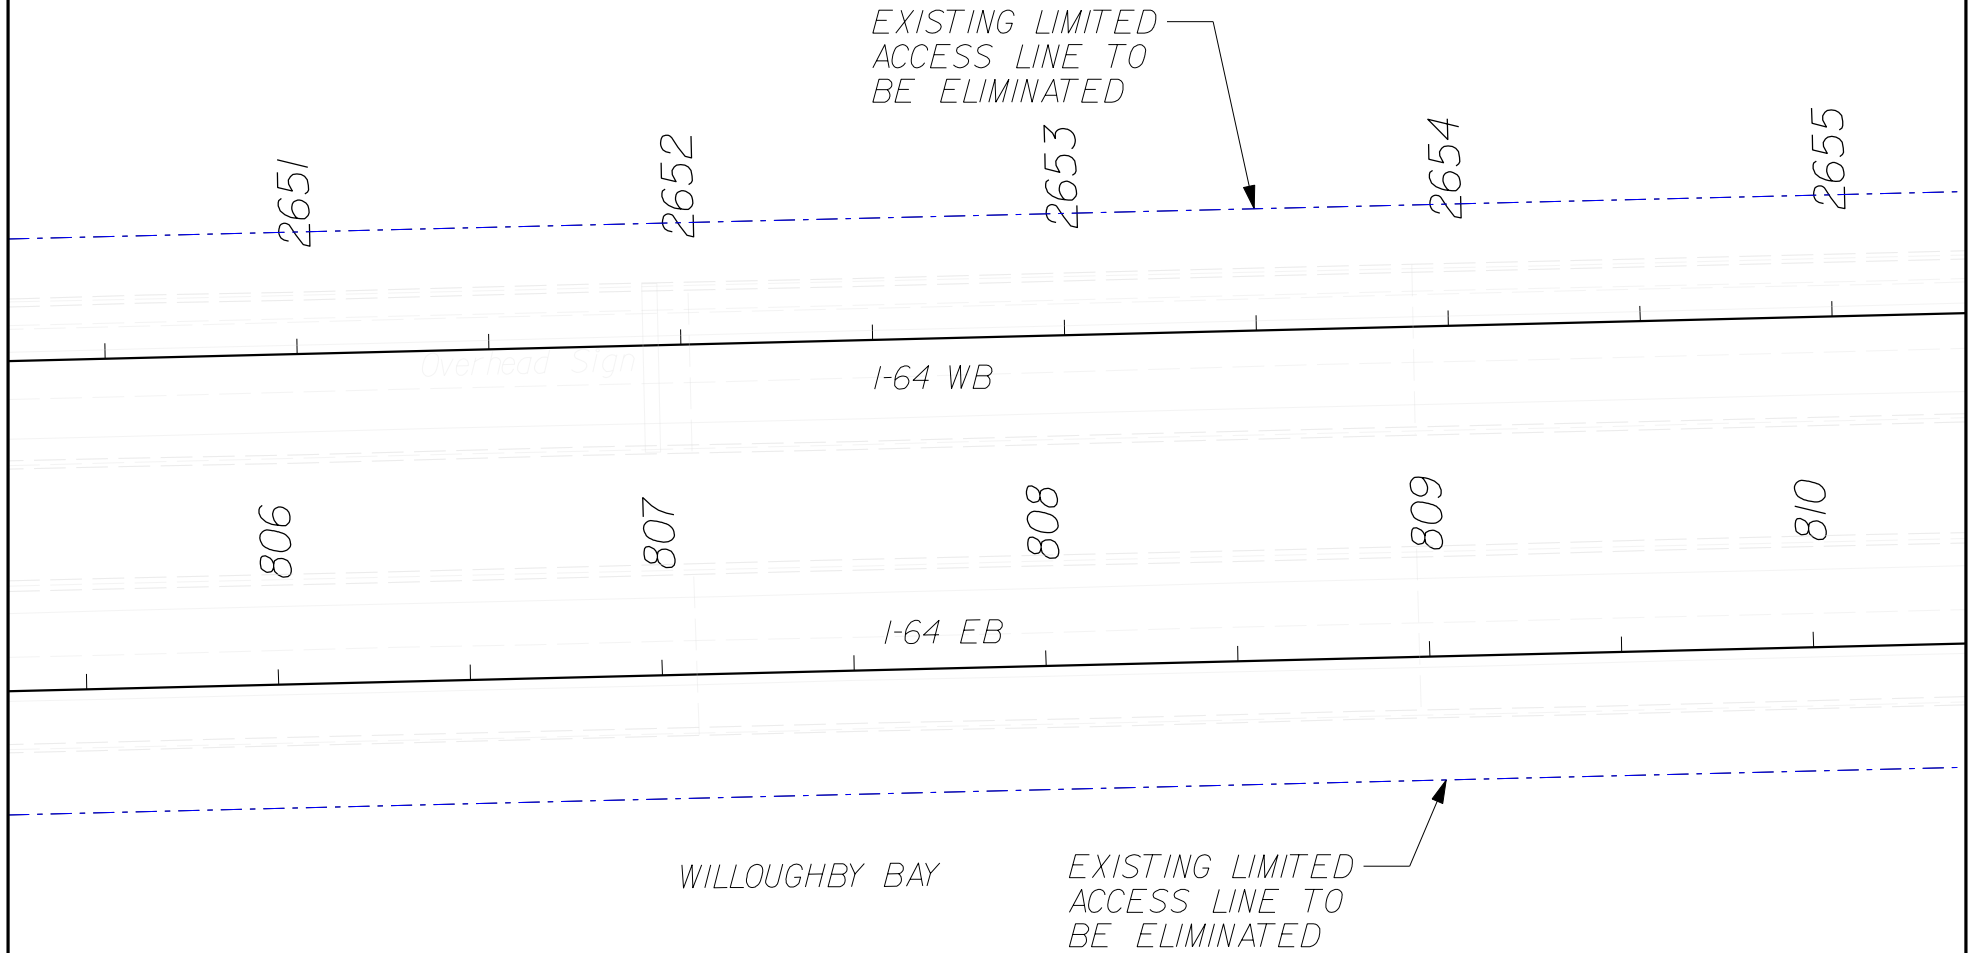 EXISTING LIMITED
ACCESS LINE TO
BE ELIMINATED
2651
2652
2653
2654
2655
Overhead Sign
I-64 WB
806
807
808
809
810
I-64 EB
WILLOUGHBY BAY
EXISTING LIMITED
ACCESS LINE TO
BE ELIMINATED